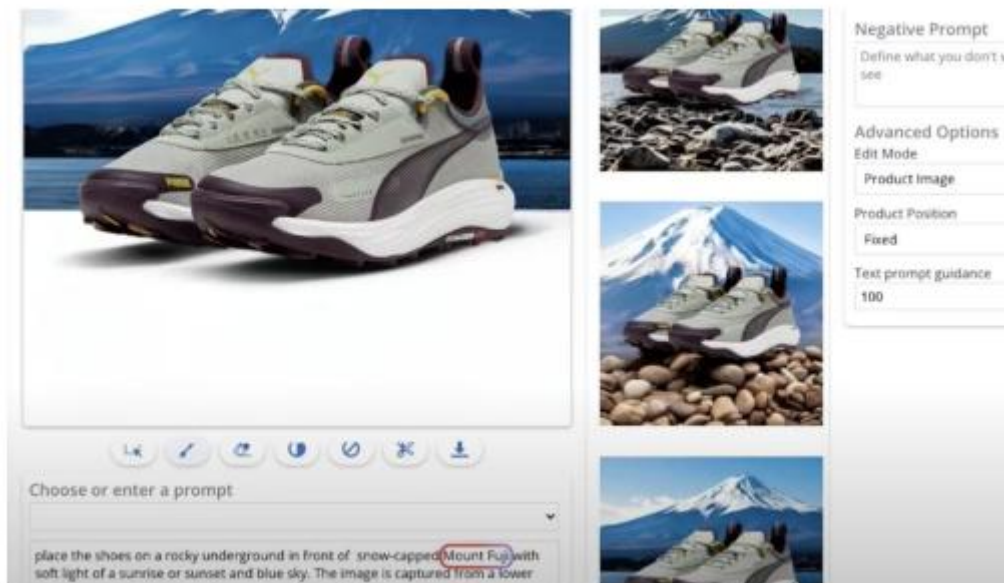 Choose or enter a prompt
place the shoes on a rocky underground in front of snow-capped Mount Fuji with
soft light of a sunrise or sunset and blue sky. The image is captured from a lower
Negative Prompt
Define what you don't
see
Advanced Options
Edit Mode
Product Image
Product Position
Fixed
Text prompt guidance
100